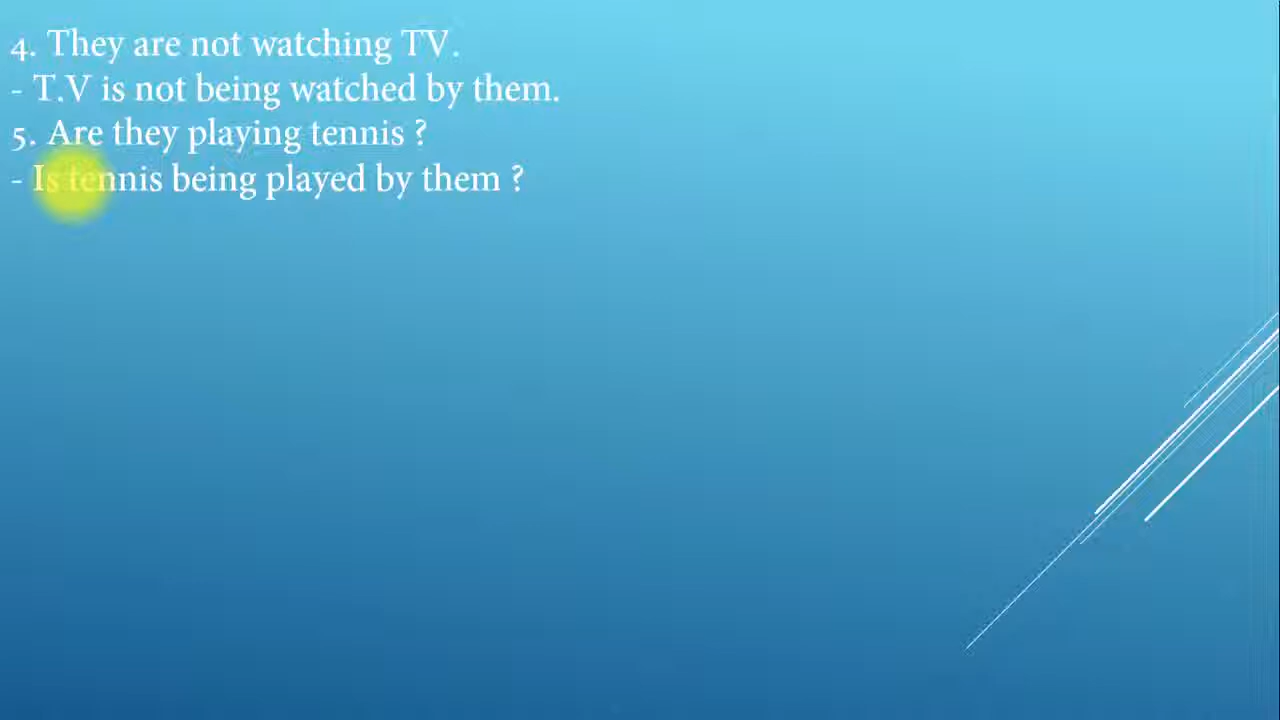 4. They are not watching TV.
- T.V is not being watched by them.
5. Are they playing tennis ?
- Is tennis being played by them ?